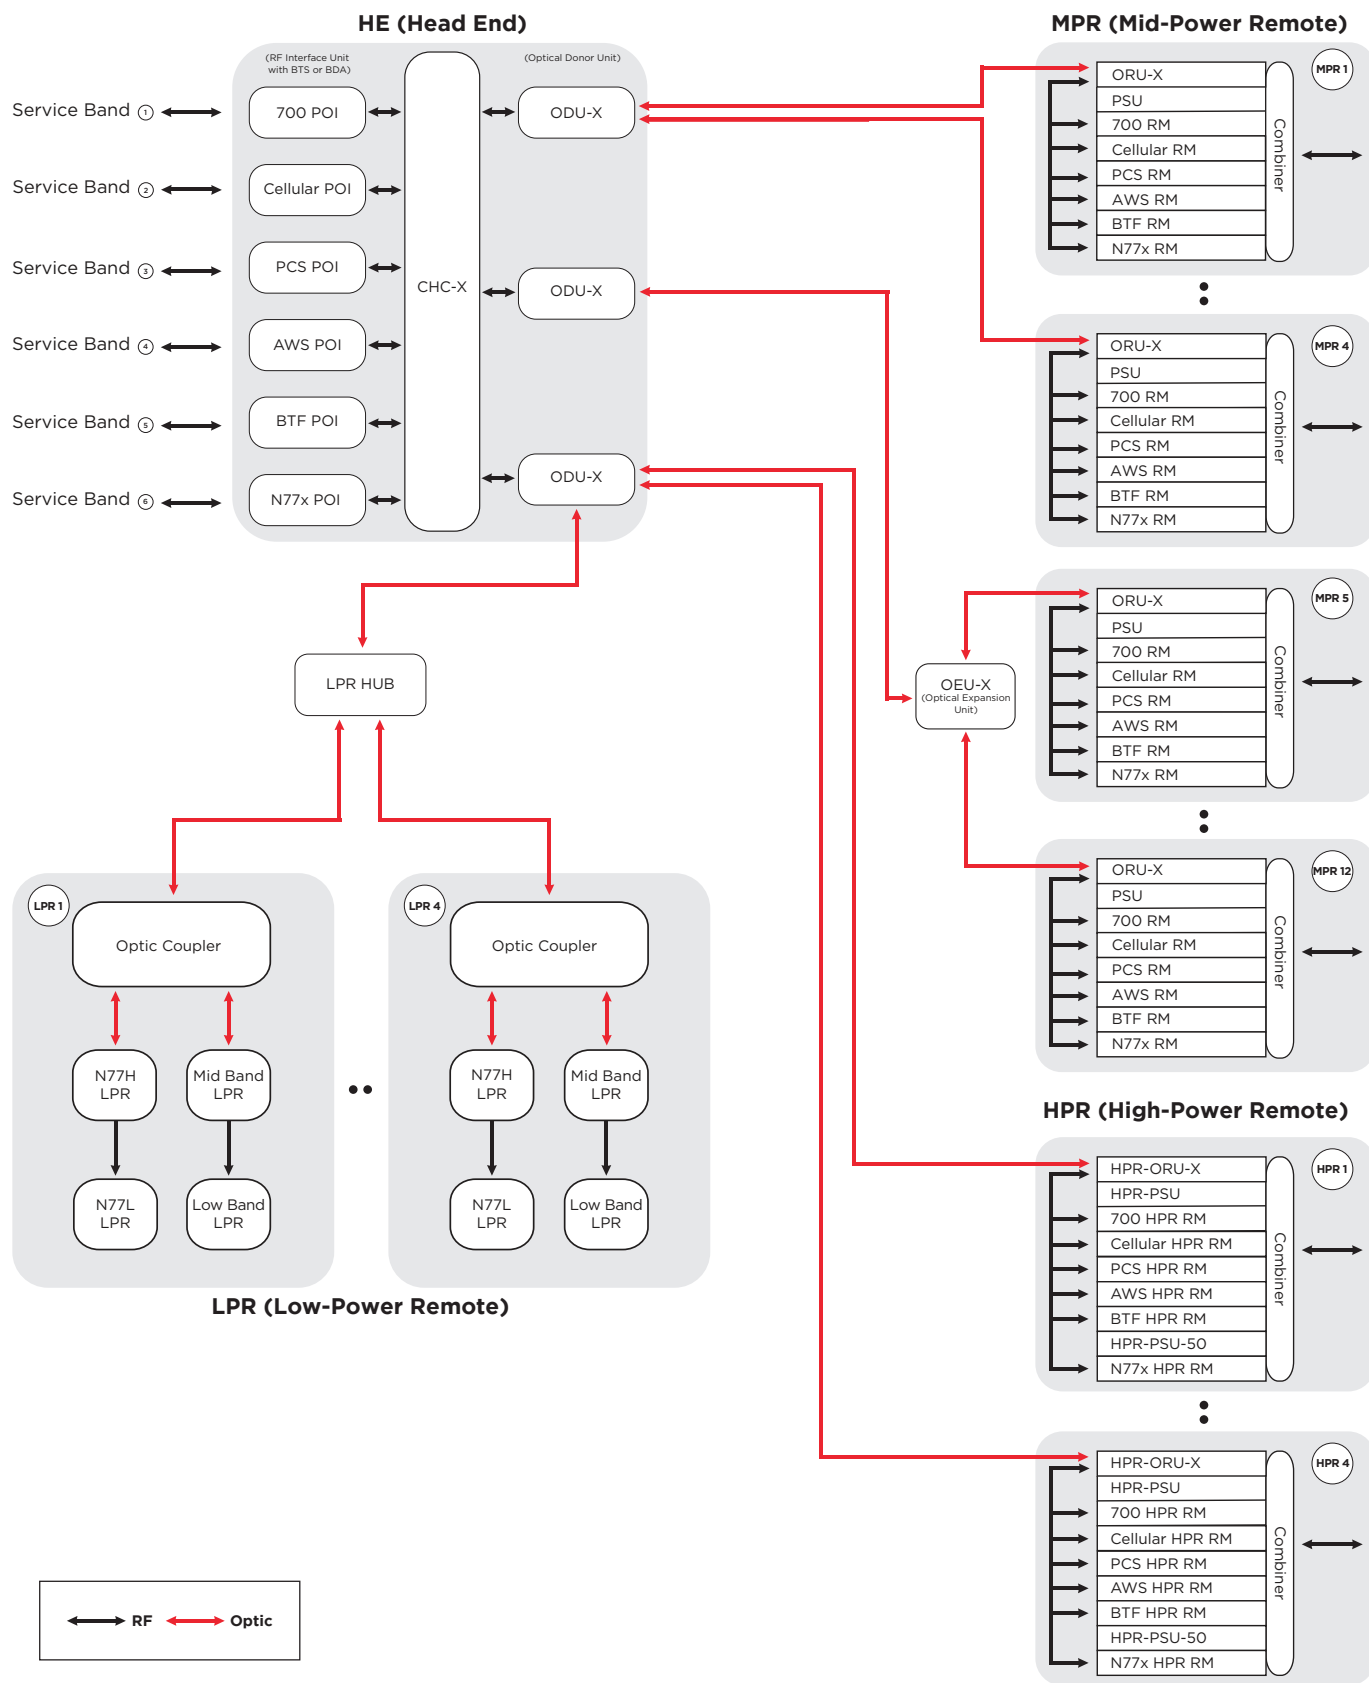 HE (Head End)
(RF Interface Unit
with BTS or BDA)
(Optical Donor Unit)
Service Band 1
Service Band 2
Service Band 3
Service Band 4
Service Band 5
Service Band 6
700 POI
Cellular POI
PCS POI
AWS POI
BTF POI
N77x POI
CHC-X
ODU-X
ODU-X
ODU-X
LPR HUB
LPR 1
Optic Coupler
N77H
LPR
Mid Band
LPR
N77L
LPR
Low Band
LPR
LPR 4
Optic Coupler
N77H
LPR
Mid Band
LPR
N77L
LPR
Low Band
LPR
LPR (Low-Power Remote)
RF
Optic
OEU-X
(Optical Expansion
Unit)
MPR (Mid-Power Remote)
MPR 1
ORU-X
PSU
700 RM
Cellular RM
PCS RM
AWS RM
BTF RM
N77x RM
Combiner
MPR 4
ORU-X
PSU
700 RM
Cellular RM
PCS RM
AWS RM
BTF RM
N77x RM
Combiner
MPR 5
ORU-X
PSU
700 RM
Cellular RM
PCS RM
AWS RM
BTF RM
N77x RM
Combiner
MPR 12
ORU-X
PSU
700 RM
Cellular RM
PCS RM
AWS RM
BTF RM
N77x RM
Combiner
HPR (High-Power Remote)
HPR 1
HPR-ORU-X
HPR-PSU
700 HPR RM
Cellular HPR RM
PCS HPR RM
AWS HPR RM
BTF HPR RM
HPR-PSU-50
N77x HPR RM
Combiner
HPR 4
HPR-ORU-X
HPR-PSU
700 HPR RM
Cellular HPR RM
PCS HPR RM
AWS HPR RM
BTF HPR RM
HPR-PSU-50
N77x HPR RM
Combiner